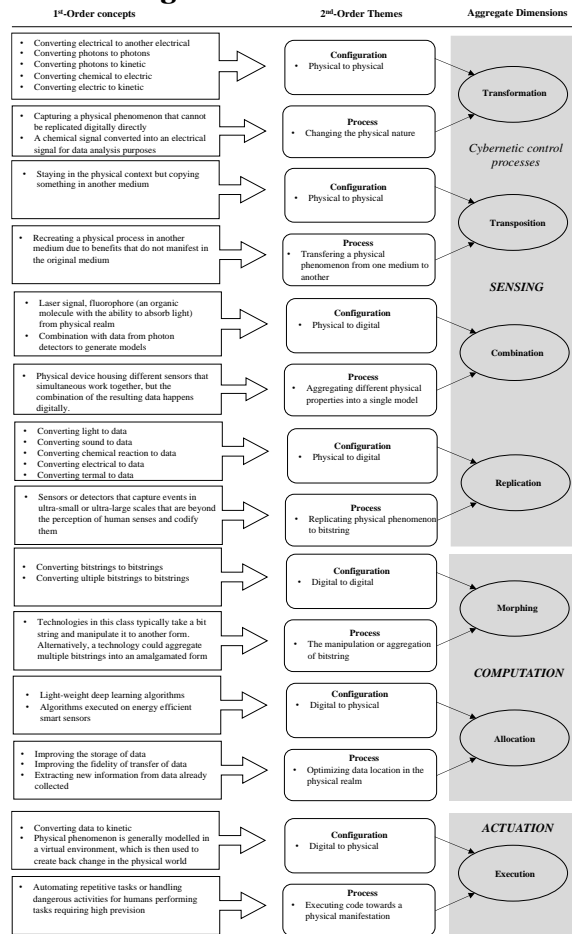 1st-Order concepts
2nd-Order Themes
Aggregate Dimensions
• Converting electrical to another electrical
• Converting photons to photons
• Converting photons to kinetic
• Converting chemical to electric
• Converting electric to kinetic
Configuration
• Physical to physical
Transformation
• Capturing a physical phenomenon that cannot
be replicated digitally directly
• A chemical signal converted into an electrical
signal for data analysis purposes
Process
• Changing the physical nature
Cybernetic control
processes
• Staying in the physical context but copying
something in another medium
Configuration
• Physical to physical
Transposition
• Recreating a physical process in another
medium due to benefits that do not manifest in
the original medium
Process
• Transfering a physical
phenomenon from one medium to
another
SENSING
• Laser signal, fluorophore (an organic
molecule with the ability to absorb light)
from physical realm
• Combination with data from photon
detectors to generate models
Configuration
• Physical to digital
Combination
• Physical device housing different sensors that
simultaneous work together, but the
combination of the resulting data happens
digitally.
Process
• Aggregating different physical
properties into a single model
• Converting light to data
• Converting sound to data
• Converting chemical reaction to data
• Converting electrical to data
• Converting termal to data
Configuration
• Physical to digital
Replication
• Sensors or detectors that capture events in
ultra-small or ultra-large scales that are beyond
the perception of human senses and codify
them
Process
• Replicating physical phenomenon
to bitstring
• Converting bitstrings to bitstrings
• Converting ultiple bitstrings to bitstrings
Configuration
• Digital to digital
Morphing
• Technologies in this class typically take a bit
string and manipulate it to another form.
Alternatively, a technology could aggregate
multiple bitstrings into an amalgamated form
Process
• The manipulation or aggregation
of bitstring
COMPUTATION
• Light-weight deep learning algorithms
• Algorithms executed on energy efficient
smart sensors
Configuration
• Digital to physical
Allocation
• Improving the storage of data
• Improving the fidelity of transfer of data
• Extracting new information from data already
collected
Process
• Optimizing data location in the
physical realm
ACTUATION
• Converting data to kinetic
• Physical phenomenon is generally modelled in
a virtual environment, which is then used to
create back change in the physical world
Configuration
• Digital to physical
Execution
• Automating repetitive tasks or handling
dangerous activities for humans performing
tasks requiring high prevision
Process
• Executing code towards a
physical manifestation